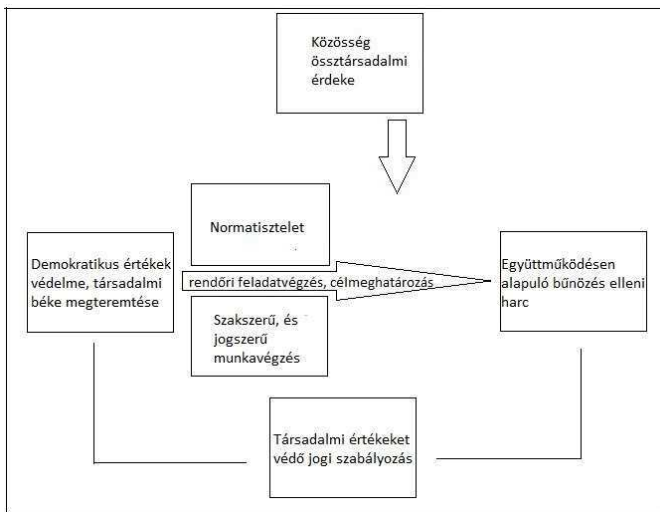 Közösség
össztársadalmi
érdeke
Normatisztelet
Demokratikus értékek
védelme, társadalmi
béke megteremtése
rendőri feladatvégzés, célmeghatározás
Együttműködésen
alapuló bűnözés elleni
harc
Szakszerű, és
jogszerű
munkavégzés
Társadalmi értékeket
védő jogi szabályozás